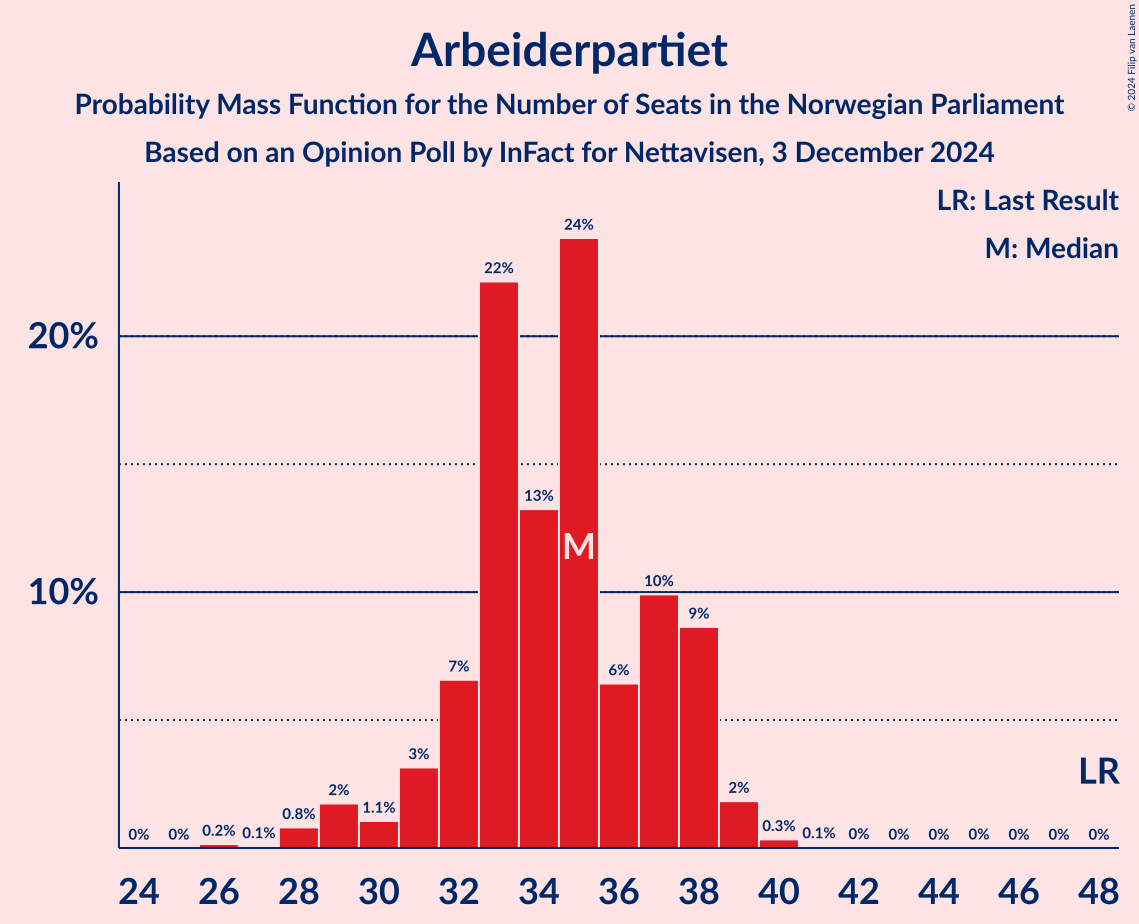 Arbeiderpartiet
Probability Mass Function for the Number of Seats in the Norwegian Parliament
Based on an Opinion Poll by InFact for Nettavisen, 3 December 2024
© 2024 Filip van Laenen
LR: Last Result
M: Median
24%
22%
20%
13%
M
10%
10%
9%
7%
6%
3%
LR
2%
2%
1.1%
0.8%
0% 0% 0.2% 0.1% 0.3% 0.1% 0% 0% 0% 0% 0% 0% 0%
24 26 28 30 32 34 36 38 40 42 44 46 48